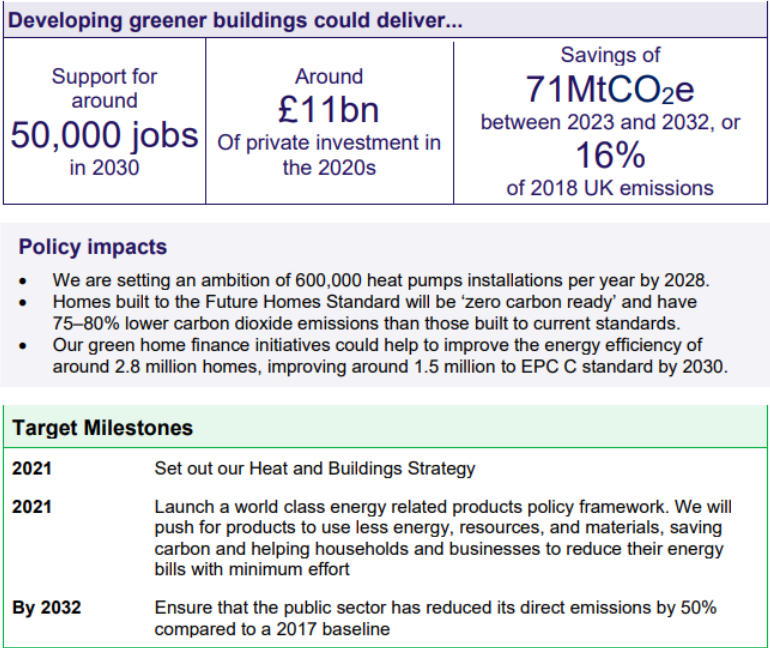 Developing greener buildings could deliver...
Support for
around
50,000 jobs
in 2030
Around
£11bn
Of private investment in
the 2020s
Savings of
71MtCO₂e
between 2023 and 2032, or
16%
of 2018 UK emissions
Policy impacts
• We are setting an ambition of 600,000 heat pumps installations per year by 2028.
• Homes built to the Future Homes Standard will be ‘zero carbon ready’ and have
75–80% lower carbon dioxide emissions than those built to current standards.
• Our green home finance initiatives could help to improve the energy efficiency of
around 2.8 million homes, improving around 1.5 million to EPC C standard by 2030.
Target Milestones
2021 Set out our Heat and Buildings Strategy
2021 Launch a world class energy related products policy framework. We will
push for products to use less energy, resources, and materials, saving
carbon and helping households and businesses to reduce their energy
bills with minimum effort
By 2032 Ensure that the public sector has reduced its direct emissions by 50%
compared to a 2017 baseline